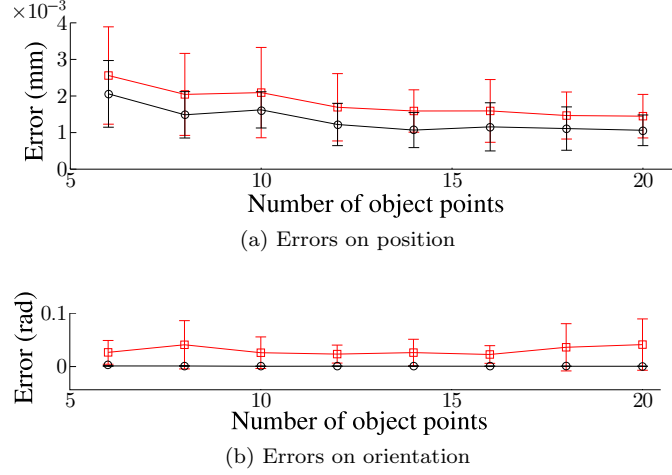 ×10⁻³
4
3
2
1
0
Error (mm)
5 10 15 20
Number of object points
(a) Errors on position
0.1
0
Error (rad)
5 10 15 20
Number of object points
(b) Errors on orientation